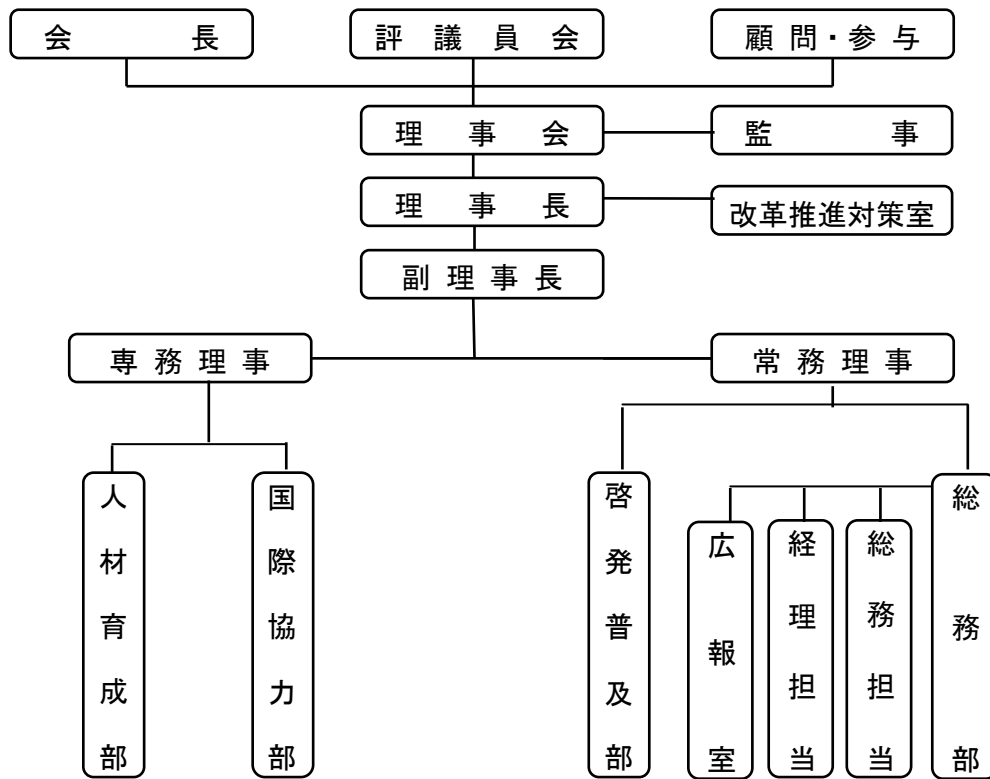 会長
評議員会
顧問・参与
理事会
監事
理事長
改革推進対策室
副理事長
専務理事
常務理事
人材育成部
国際協力部
啓発普及部
広報室
経理担当
総務担当
総務部